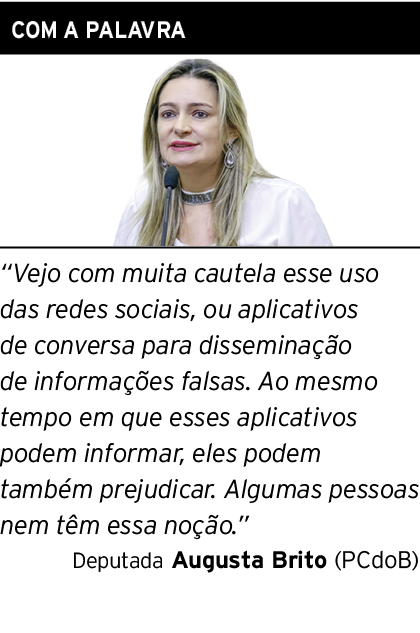 COM A PALAVRA
“Vejo com muita cautela esse uso
das redes sociais, ou aplicativos
de conversa para disseminação
de informações falsas. Ao mesmo
tempo em que esses aplicativos
podem informar, eles podem
também prejudicar. Algumas pessoas
nem têm essa noção.”
Deputada Augusta Brito (PCdoB)